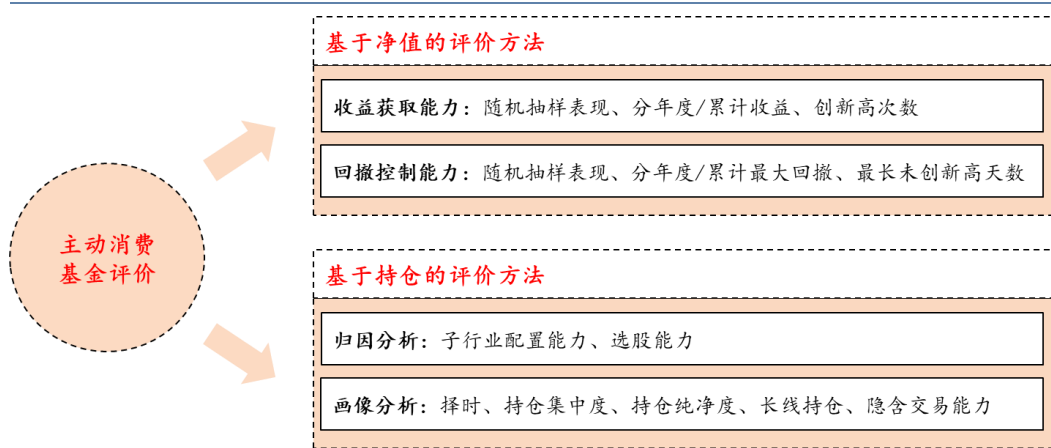 主动消费
基金评价
基于净值的评价方法
收益获取能力：随机抽样表现、分年度/累计收益、创新高次数
回撤控制能力：随机抽样表现、分年度/累计最大回撤、最长未创新高天数
基于持仓的评价方法
归因分析：子行业配置能力、选股能力
画像分析：择时、持仓集中度、持仓纯净度、长线持仓、隐含交易能力